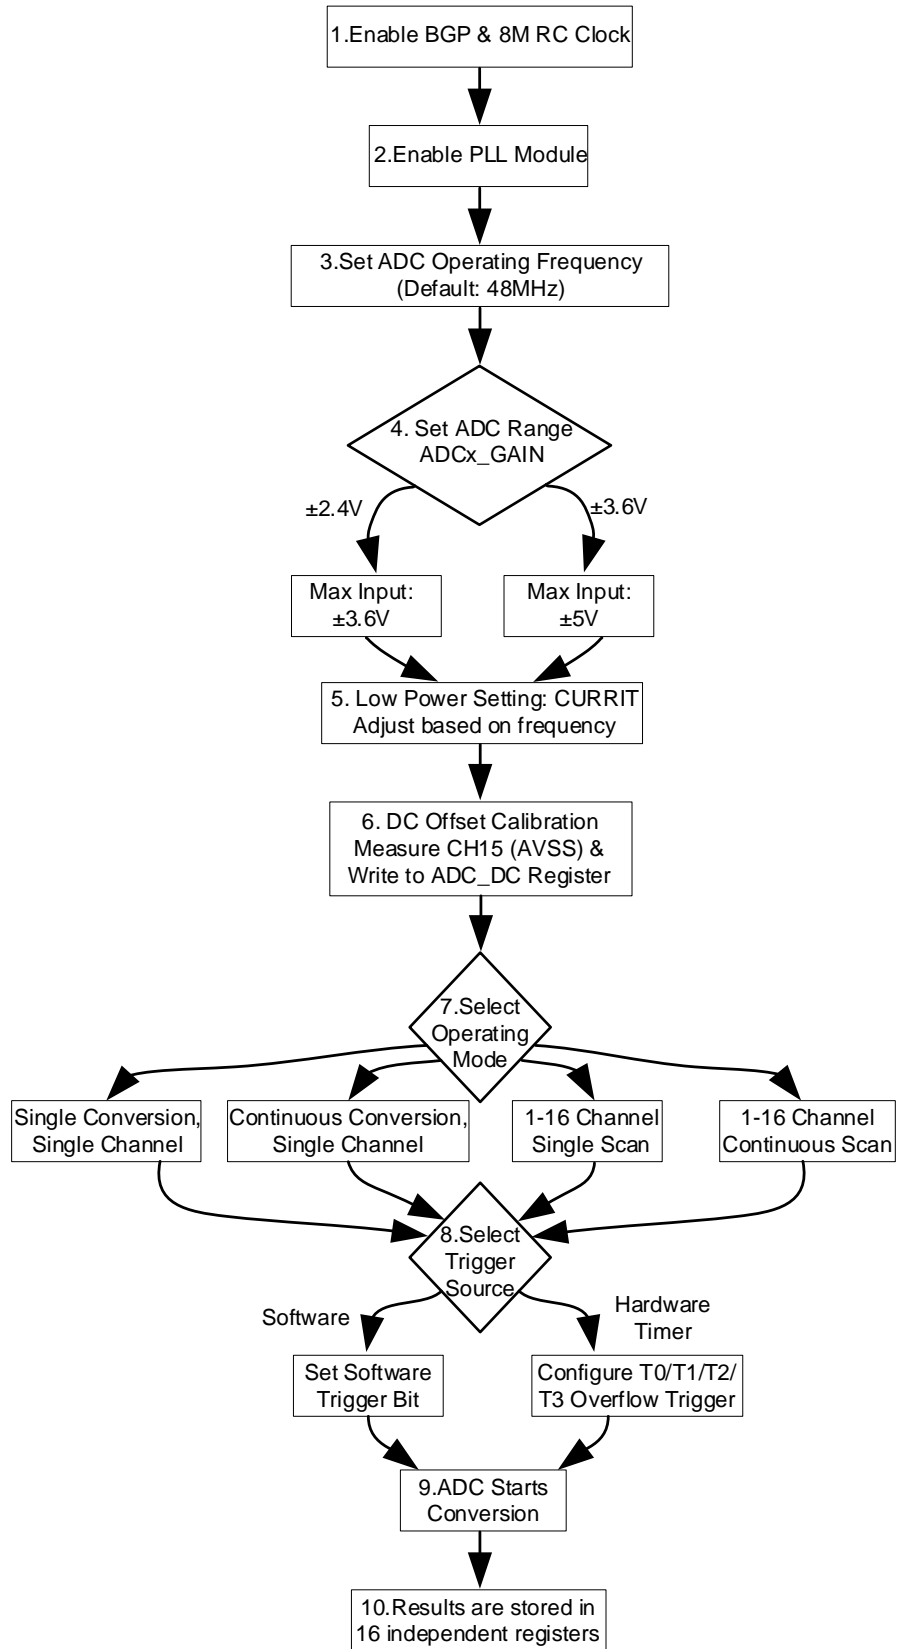 1.Enable BGP & 8M RC Clock
2.Enable PLL Module
3.Set ADC Operating Frequency
(Default: 48MHz)
4. Set ADC Range
ADCx_GAIN
±2.4V
±3.6V
Max Input:
±3.6V
Max Input:
±5V
5. Low Power Setting: CURRIT
Adjust based on frequency
6. DC Offset Calibration
Measure CH15 (AVSS) &
Write to ADC_DC Register
7.Select
Operating
Mode
Single Conversion,
Single Channel
Continuous Conversion,
Single Channel
1-16 Channel
Single Scan
1-16 Channel
Continuous Scan
8.Select
Trigger
Source
Software
Hardware
Timer
Set Software
Trigger Bit
Configure T0/T1/T2/
T3 Overflow Trigger
9.ADC Starts
Conversion
10.Results are stored in
16 independent registers